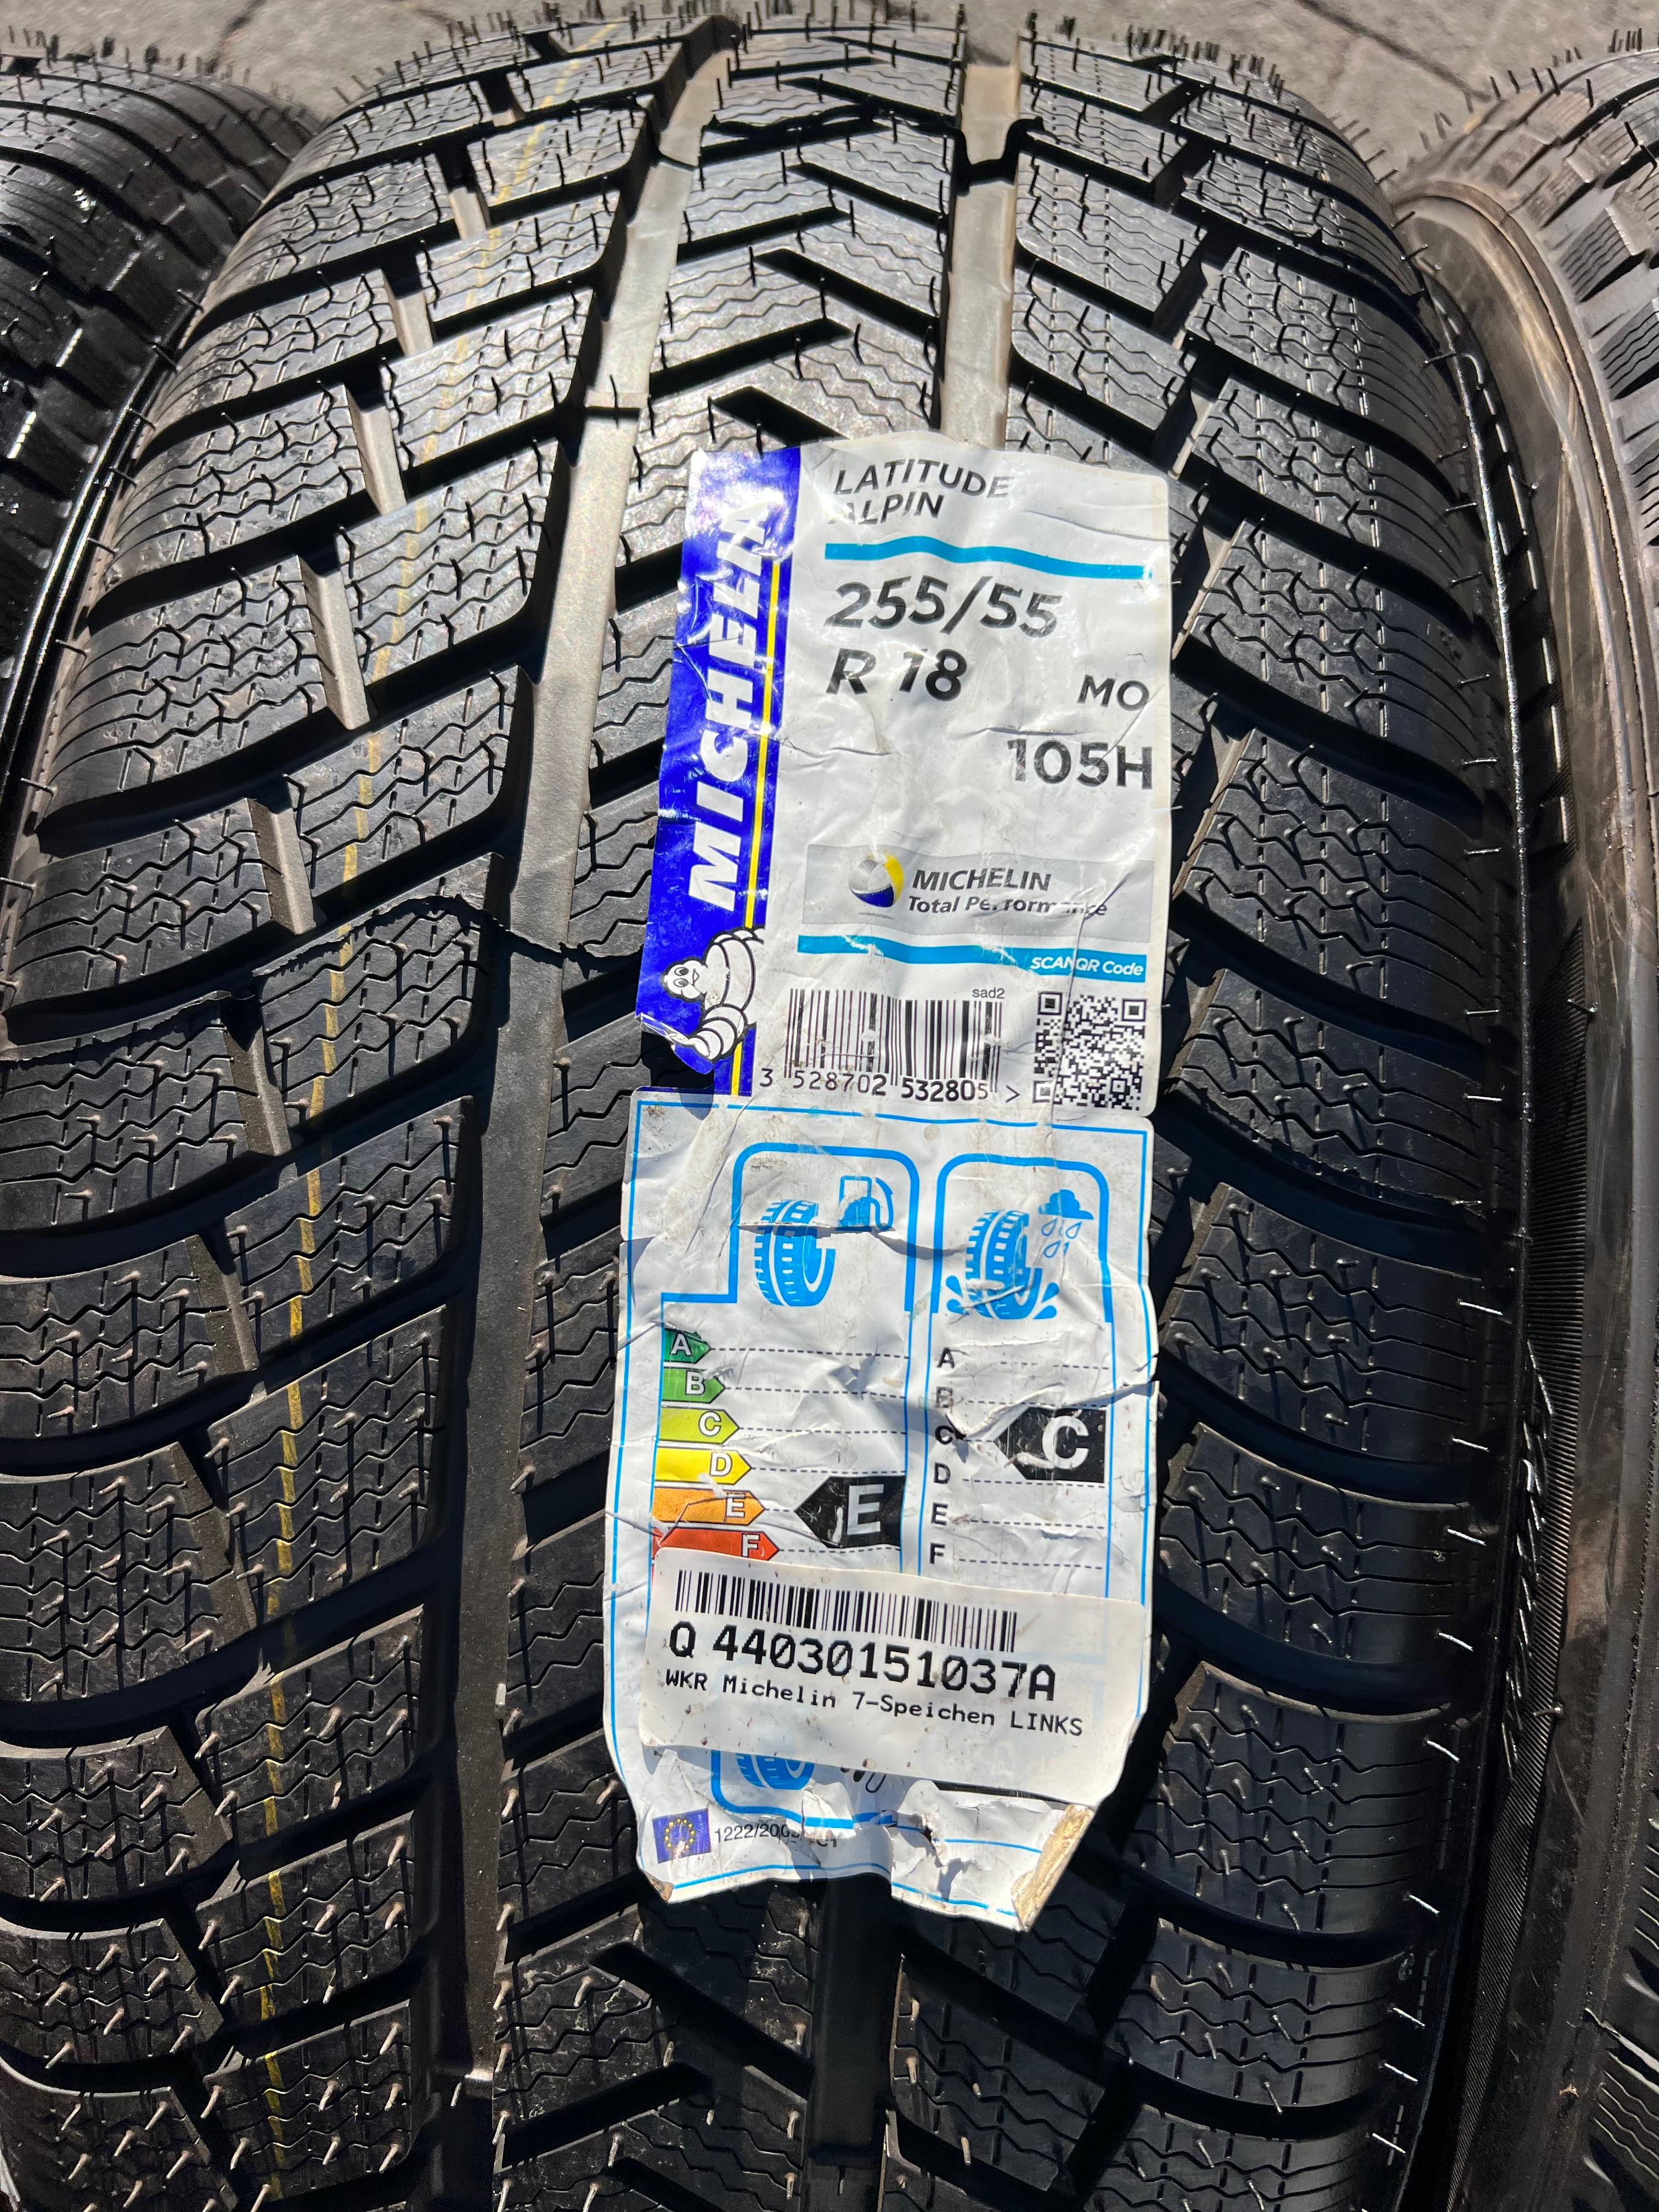 MICHELIN
LATITUDE
ALPIN
255/55
R 18
MO
105H
MICHELIN
Total Performance
SCAN QR Code
sad2
3 528702 532805 >
A
B
C
D
E
F
E
A
B
C
D
E
F
C
Q 44030151037A
WKR Michelin 7-Speichen LINKS